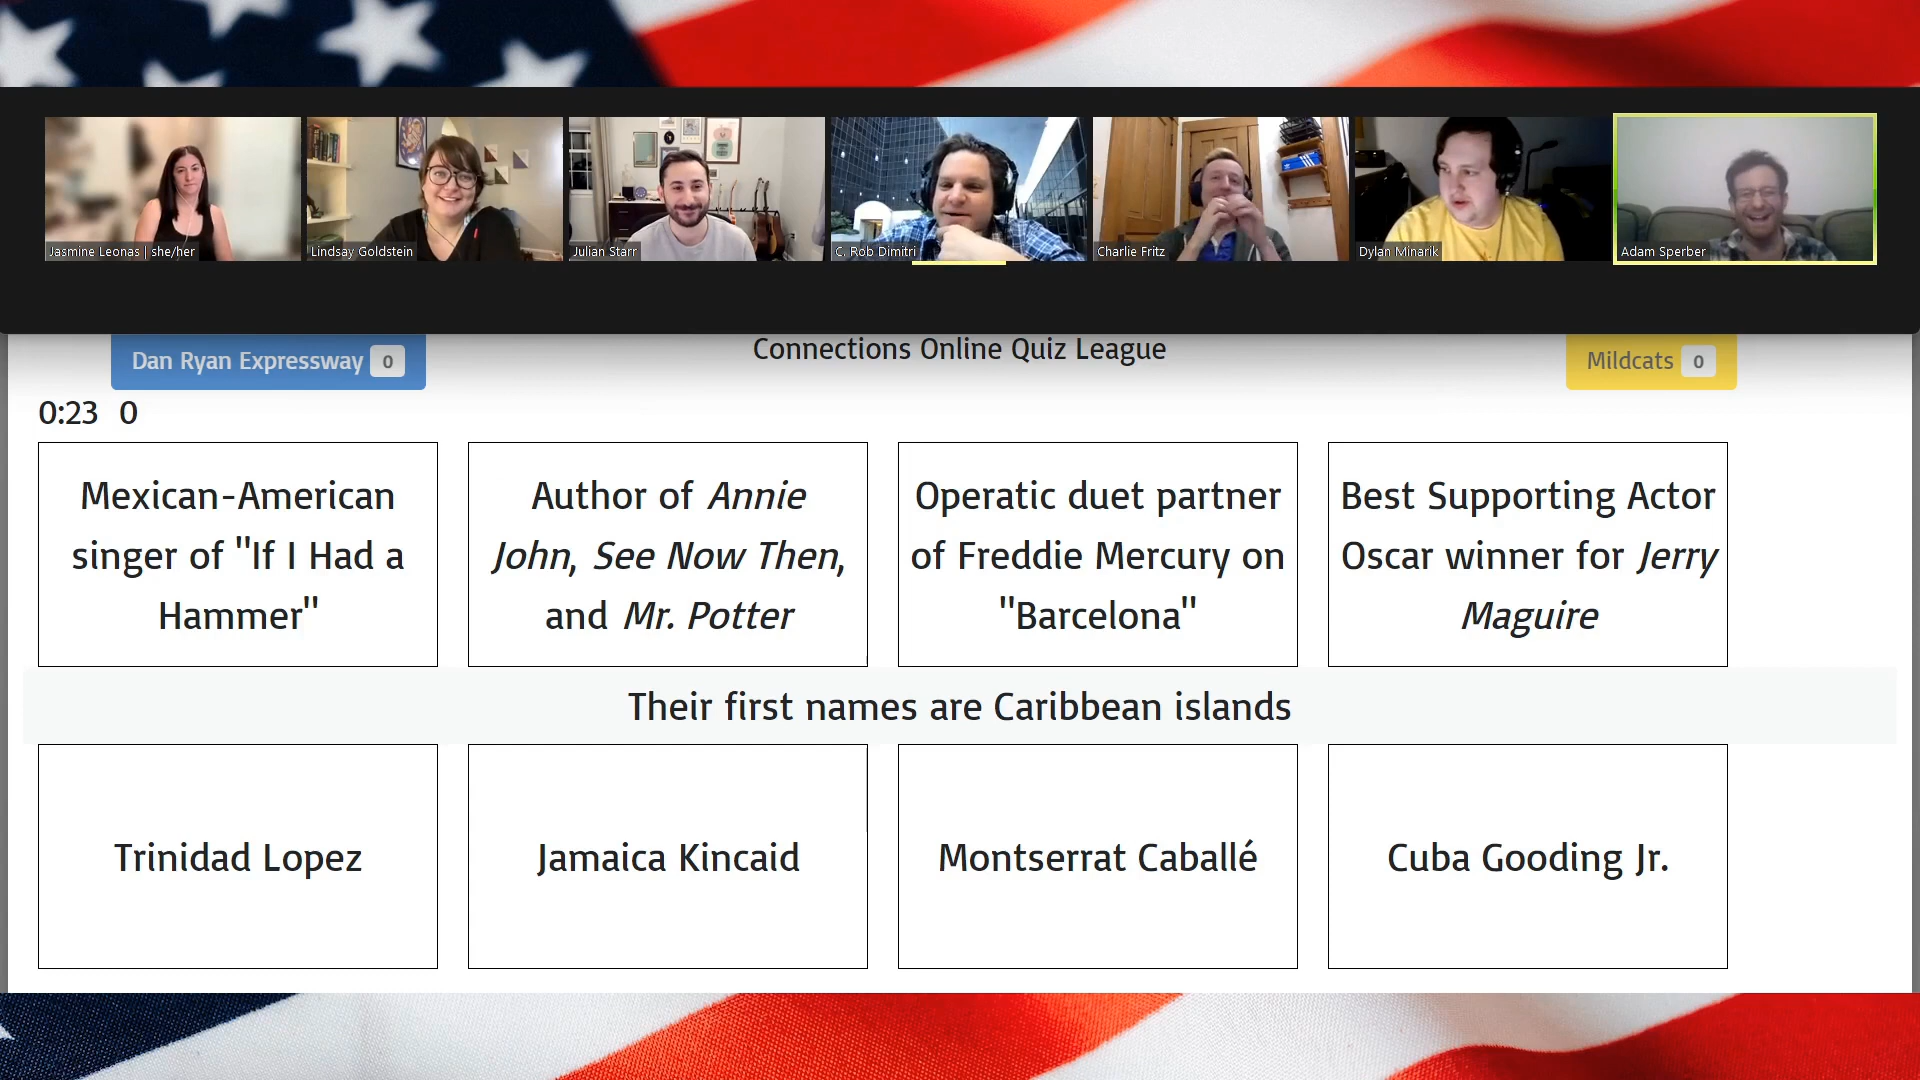 Jasmine Leonas | she/her
Lindsay Goldstein
Julian Starr
C. Rob Dimitri
Charlie Fritz
Dylan Minarik
Adam Sperber
Dan Ryan Expressway 0
Connections Online Quiz League
Mildcats 0
0:23 0
Mexican-American
singer of "If I Had a
Hammer"
Author of Annie
John, See Now Then,
and Mr. Potter
Operatic duet partner
of Freddie Mercury on
"Barcelona"
Best Supporting Actor
Oscar winner for Jerry
Maguire
Their first names are Caribbean islands
Trinidad Lopez
Jamaica Kincaid
Montserrat Caballé
Cuba Gooding Jr.